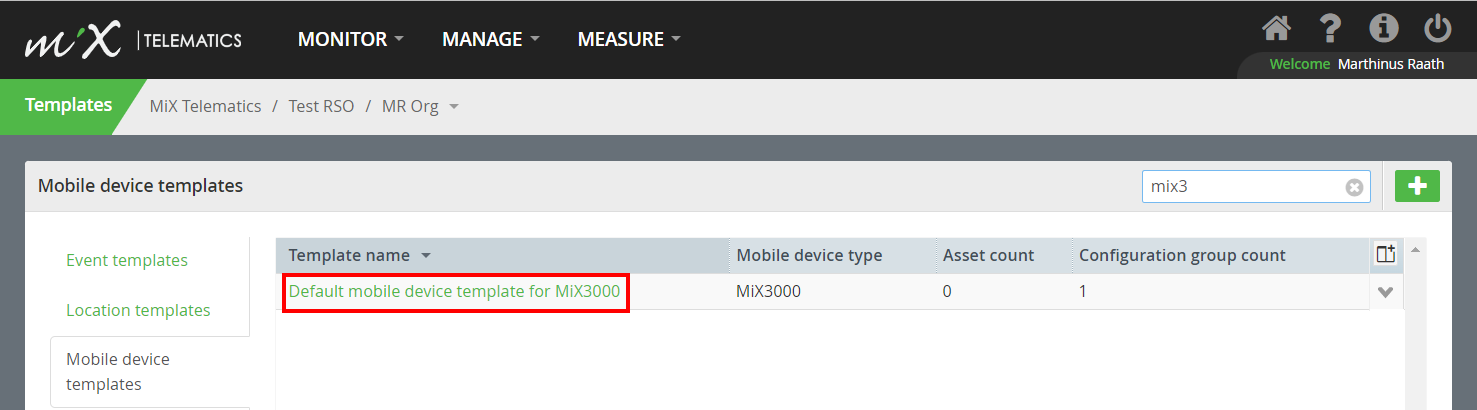 miX | TELEMATICS
MONITOR
MANAGE
MEASURE
Welcome Marthinus Raath
Templates
MiX Telematics / Test RSO / MR Org
Mobile device templates
mix3
Event templates
Location templates
Mobile device
templates
Template name
Mobile device type
Asset count
Configuration group count
Default mobile device template for MiX3000
MiX3000
0
1